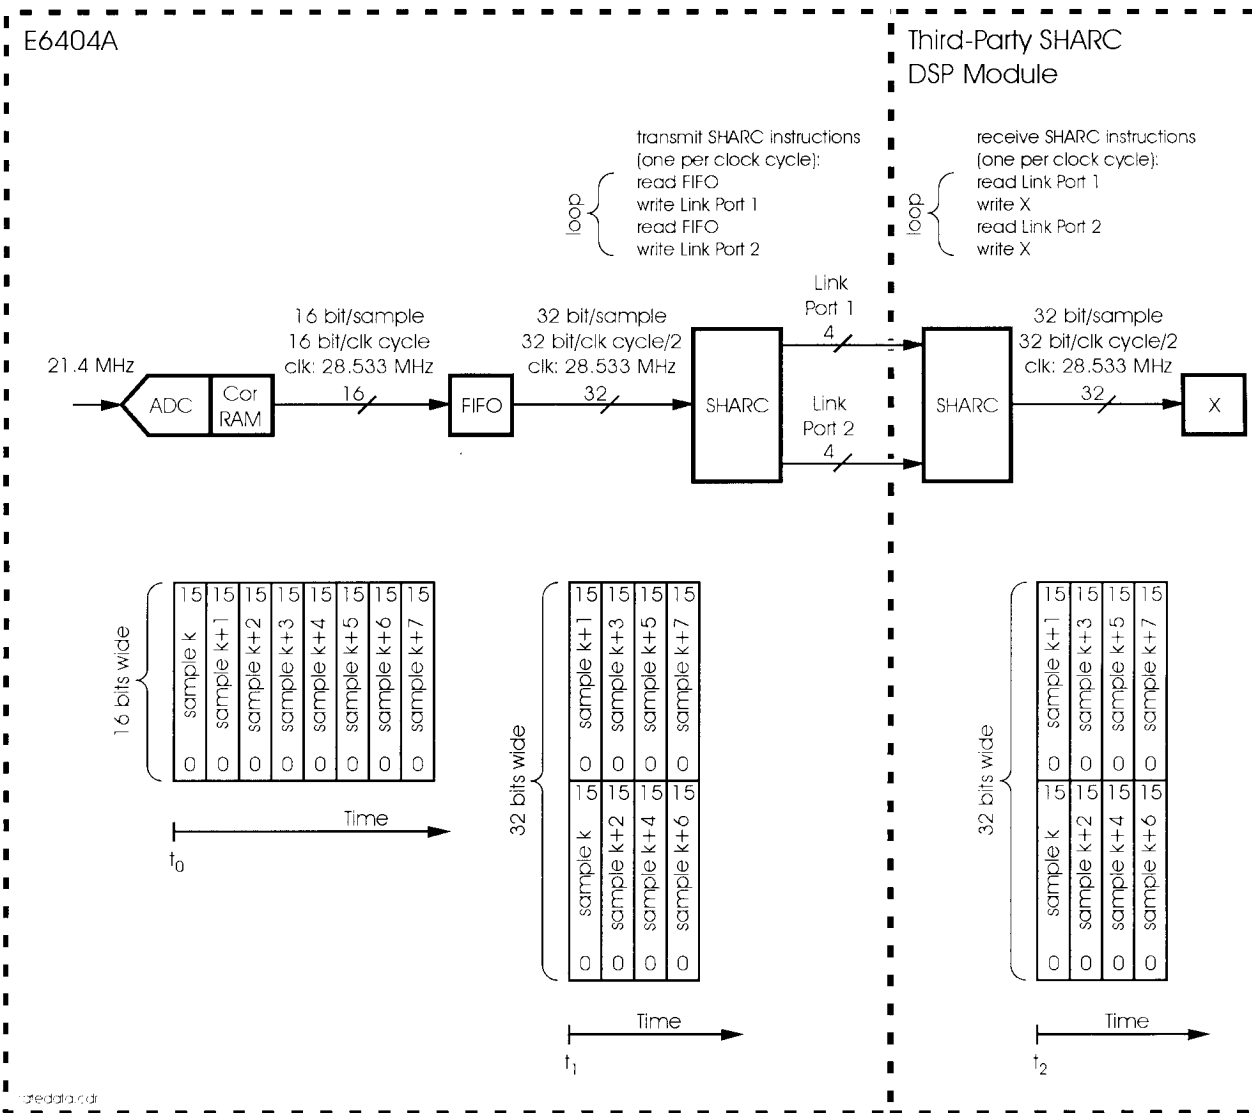 E6404A
Third-Party SHARC
DSP Module
transmit SHARC instructions
(one per clock cycle):
loop
read FIFO
write Link Port 1
read FIFO
write Link Port 2
receive SHARC instructions
(one per clock cycle):
loop
read Link Port 1
write X
read Link Port 2
write X
21.4 MHz
ADC
Cor
RAM
16 bit/sample
16 bit/clk cycle
clk: 28.533 MHz
16
FIFO
32 bit/sample
32 bit/clk cycle/2
clk: 28.533 MHz
32
SHARC
Link
Port 1
4
Link
Port 2
4
SHARC
32 bit/sample
32 bit/clk cycle/2
clk: 28.533 MHz
32
X
16 bits wide
15 15 15 15 15 15 15 15
sample k
sample k+1
sample k+2
sample k+3
sample k+4
sample k+5
sample k+6
sample k+7
0 0 0 0 0 0 0 0
Time
t0
32 bits wide
15 15 15 15
sample k+1
sample k+3
sample k+5
sample k+7
0 0 0 0
15 15 15 15
sample k
sample k+2
sample k+4
sample k+6
0 0 0 0
Time
t1
32 bits wide
15 15 15 15
sample k+1
sample k+3
sample k+5
sample k+7
0 0 0 0
15 15 15 15
sample k
sample k+2
sample k+4
sample k+6
0 0 0 0
Time
t2